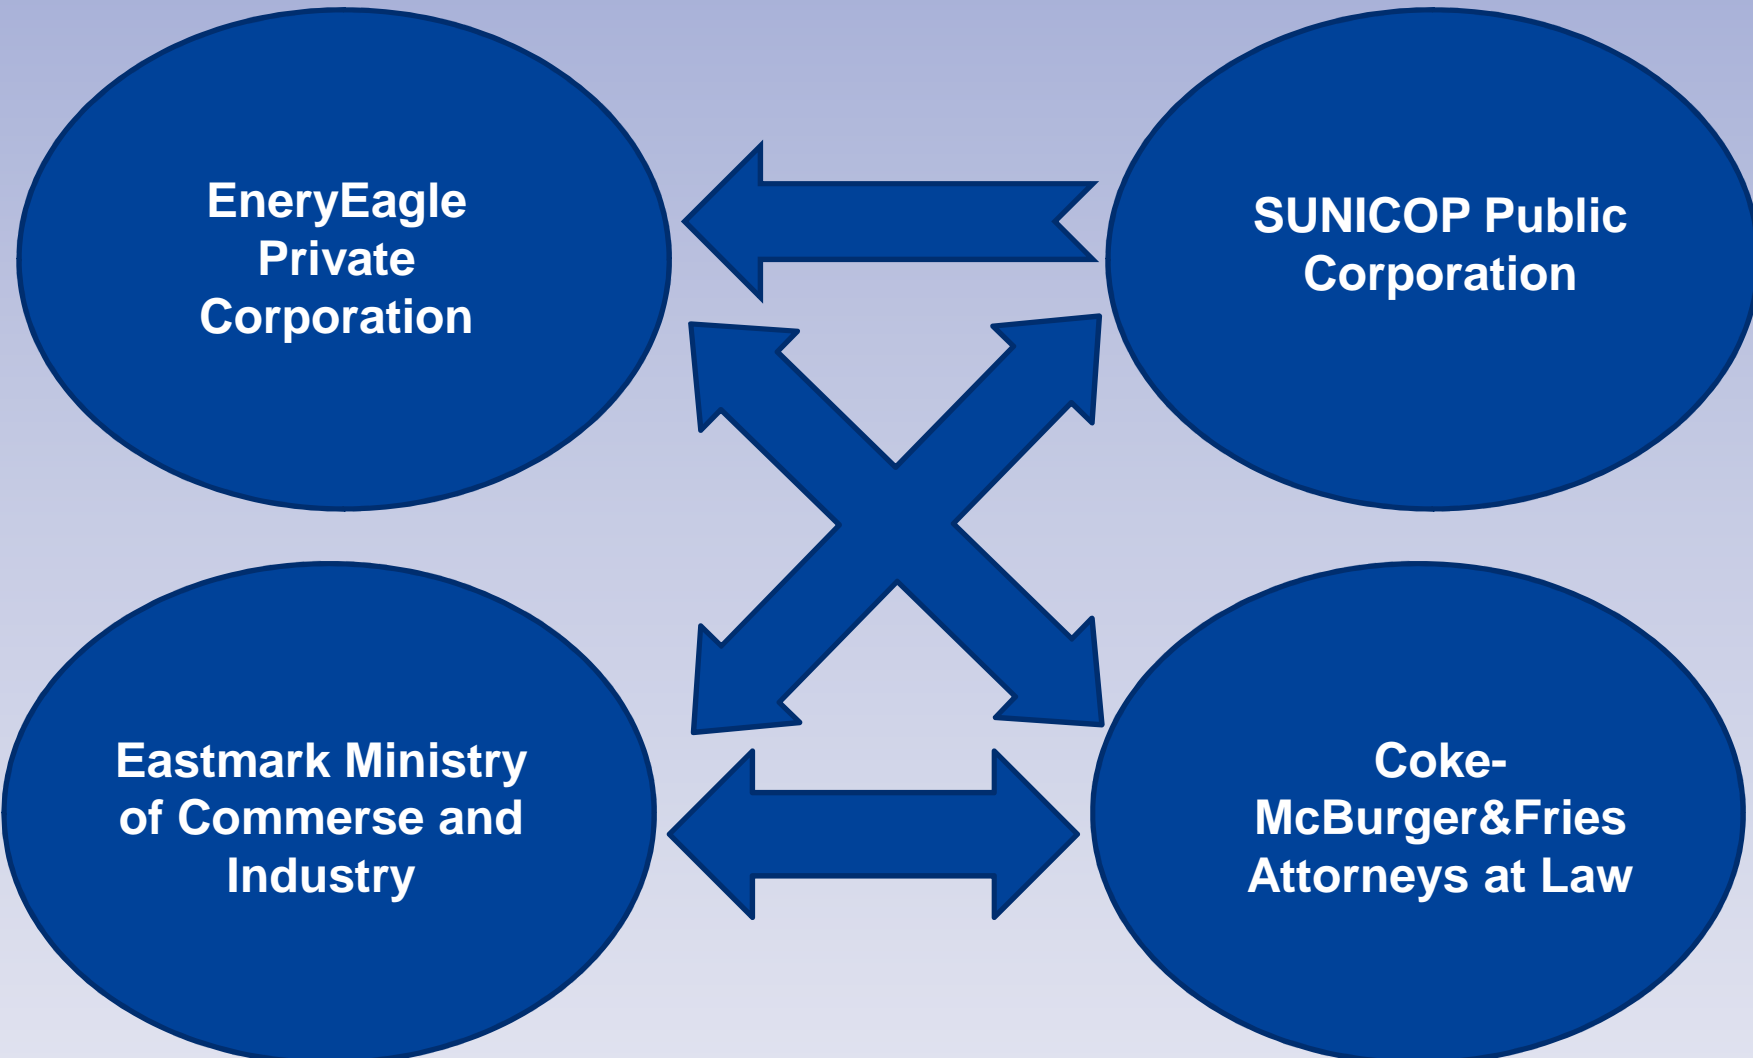 EneryEagle
Private
Corporation
SUNICOP Public
Corporation
Eastmark Ministry
of Commerse and
Industry
Coke-
McBurger&Fries
Attorneys at Law